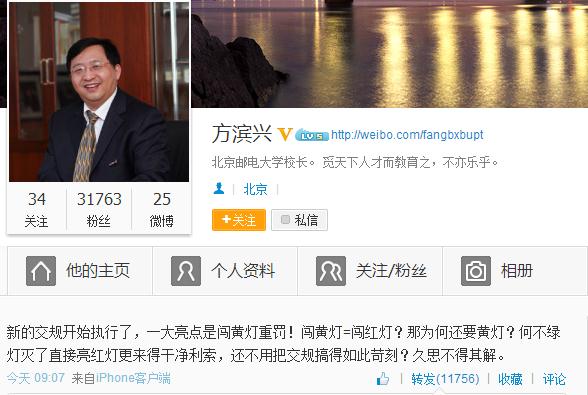 方滨兴 V LV 5 http://weibo.com/fangbxbupt
北京邮电大学校长。 觅天下人才而教育之，不亦乐乎。
北京
34 31763 25
关注 粉丝 微博
+关注 私信
他的主页 个人资料 关注/粉丝 相册
新的交规开始执行了，一大亮点是闯黄灯重罚！闯黄灯=闯红灯？那为何还要黄灯？何不绿
灯灭了直接亮红灯更来得干净利索，还不用把交规搞得如此苛刻？久思不得其解。
今天 09:07 来自iPhone客户端 转发(11756) 收藏 评论